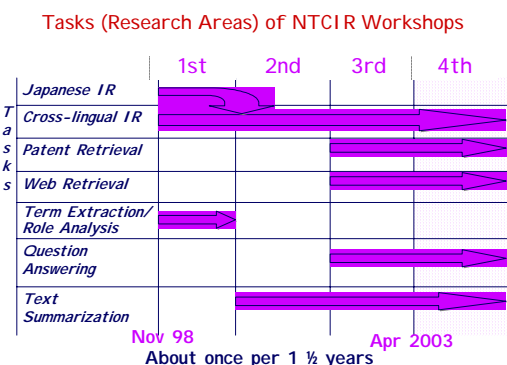 Tasks (Research Areas) of NTCIR Workshops
1st 2nd 3rd 4th
Tasks
Japanese IR
Cross-lingual IR
Patent Retrieval
Web Retrieval
Term Extraction/
Role Analysis
Question
Answering
Text
Summarization
Nov 98
Apr 2003
About once per 1 ½ years